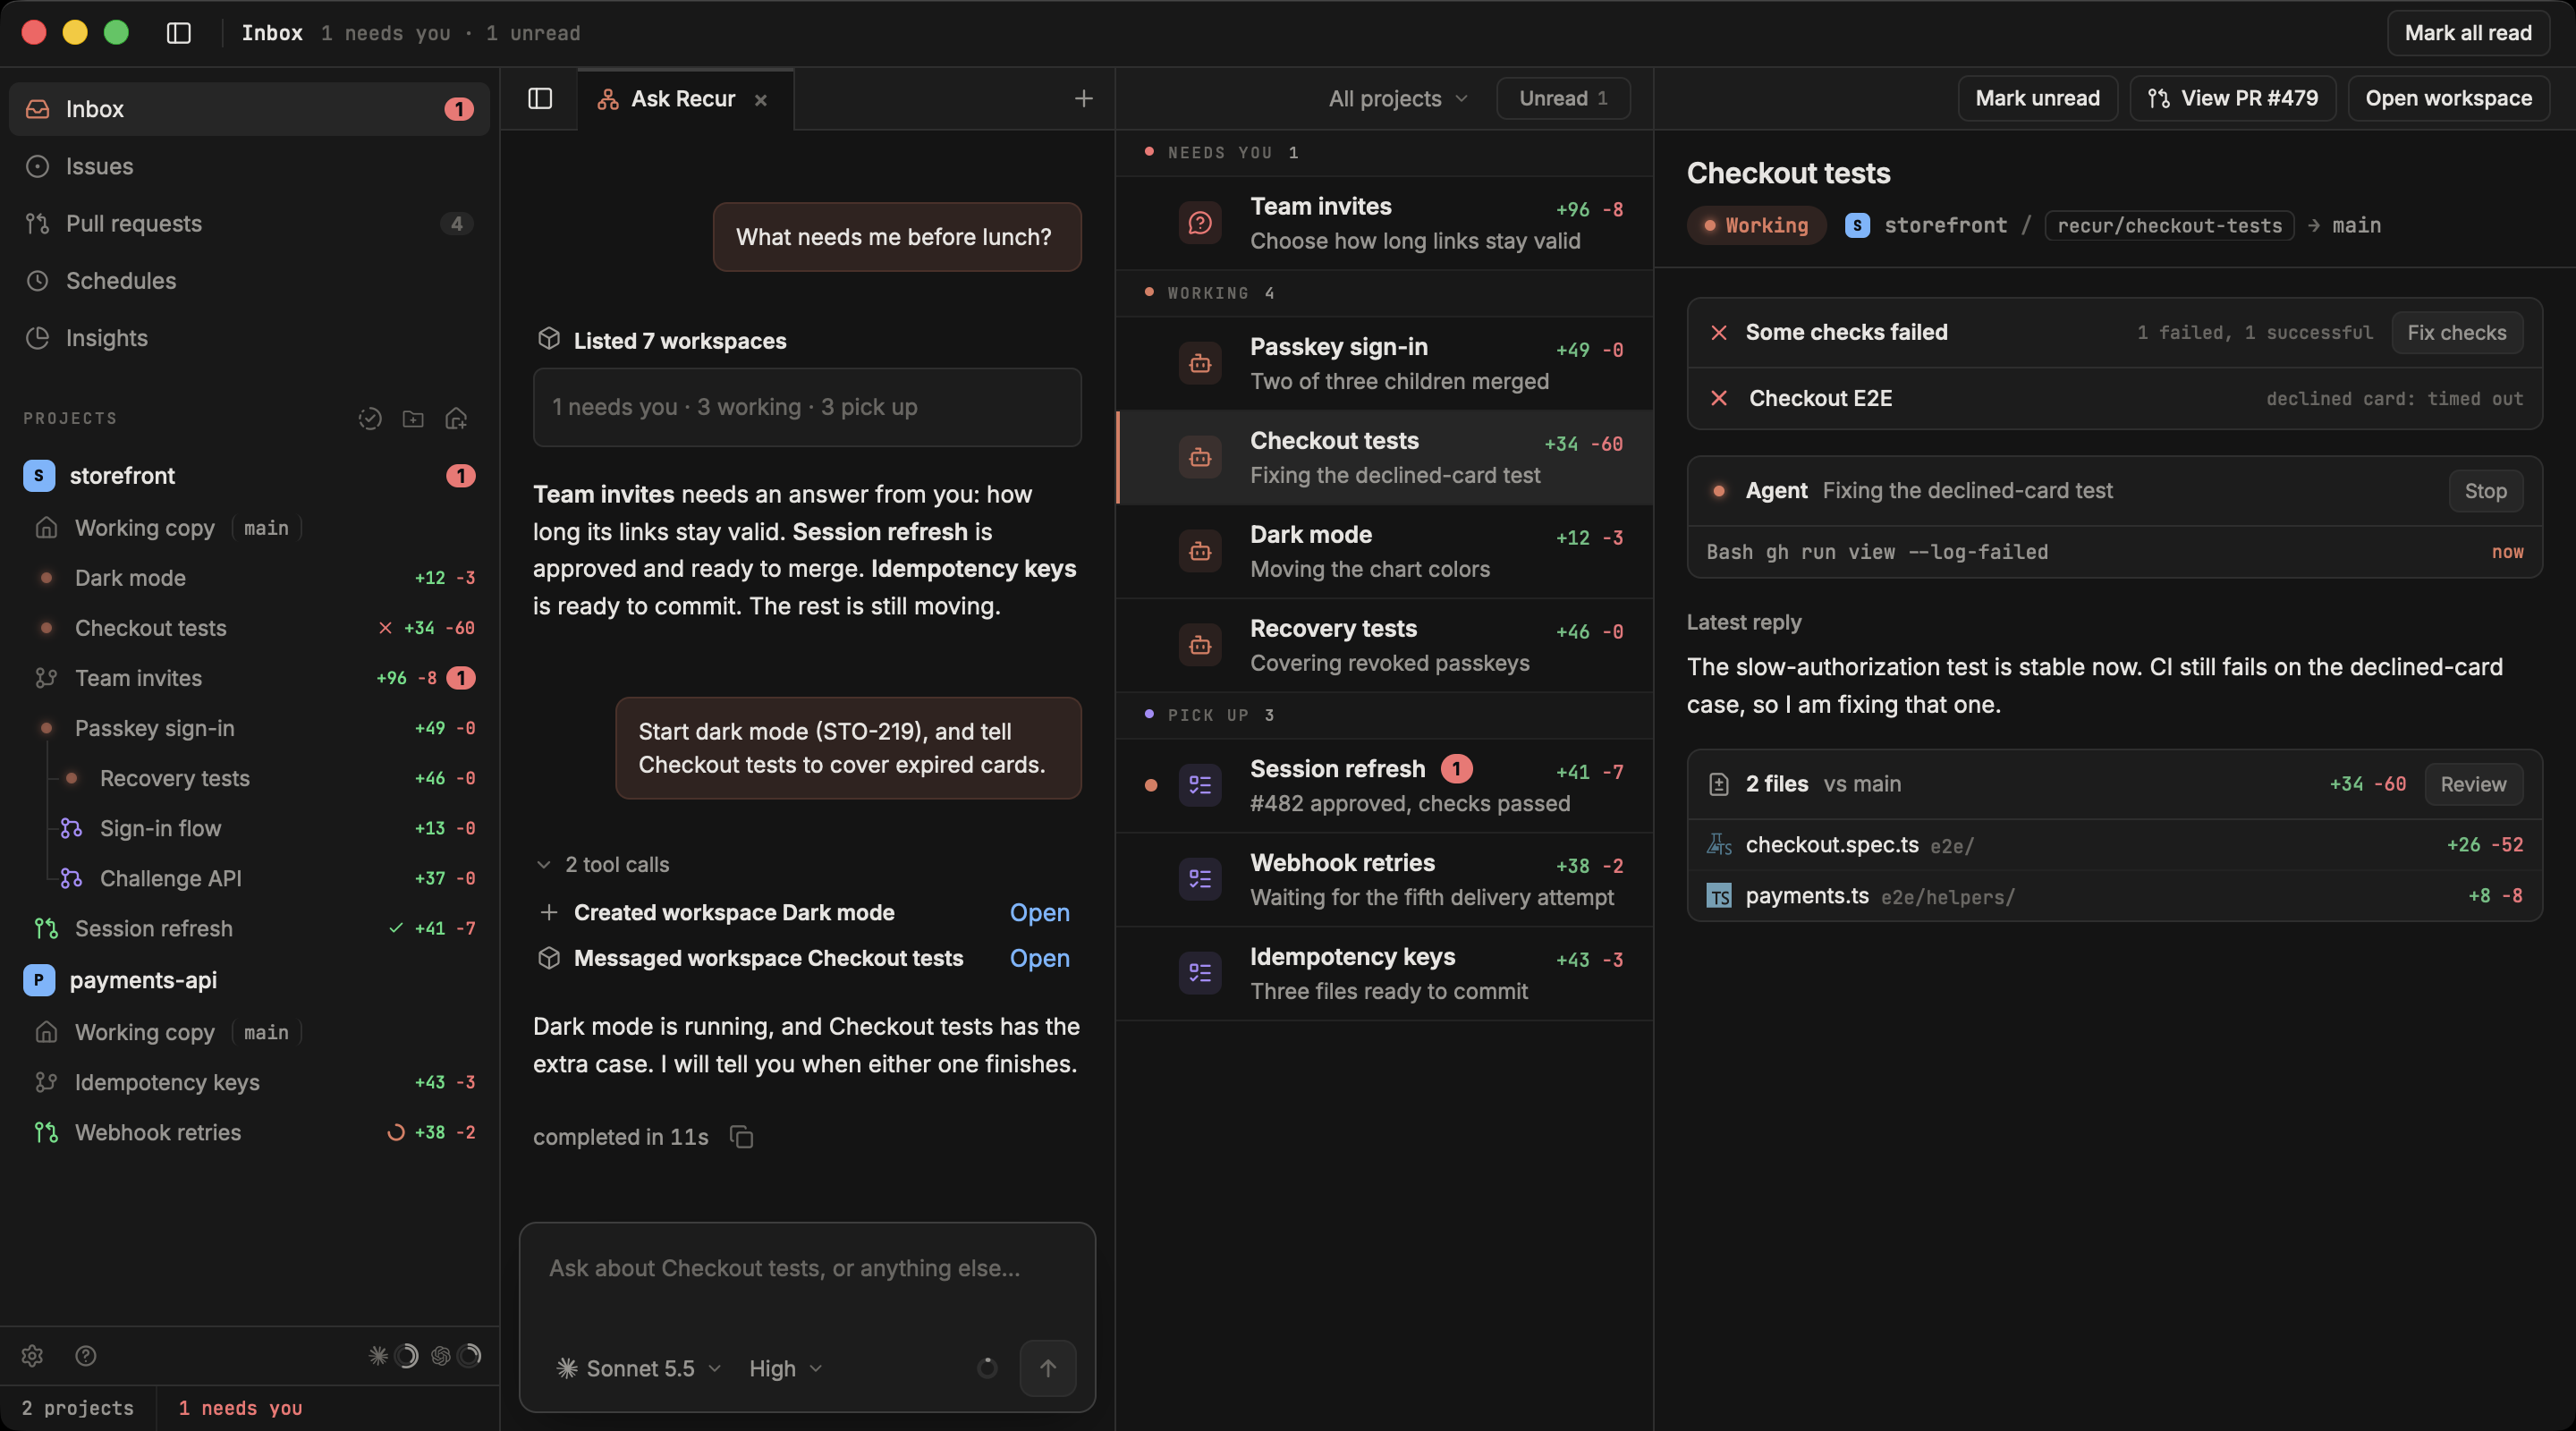 Inbox 1 needs you · 1 unread
Mark all read
Inbox 1
Issues
Pull requests 4
Schedules
Insights
PROJECTS
S storefront 1
Working copy main
Dark mode +12 -3
Checkout tests +34 -60
Team invites +96 -8 1
Passkey sign-in +49 -0
Recovery tests +46 -0
Sign-in flow +13 -0
Challenge API +37 -0
Session refresh +41 -7
P payments-api
Working copy main
Idempotency keys +43 -3
Webhook retries +38 -2
2 projects
1 needs you
Ask Recur
What needs me before lunch?
Listed 7 workspaces
1 needs you · 3 working · 3 pick up
Team invites needs an answer from you: how
long its links stay valid. Session refresh is
approved and ready to merge. Idempotency keys
is ready to commit. The rest is still moving.
Start dark mode (STO-219), and tell
Checkout tests to cover expired cards.
2 tool calls
Created workspace Dark mode Open
Messaged workspace Checkout tests Open
Dark mode is running, and Checkout tests has the
extra case. I will tell you when either one finishes.
completed in 11s
Ask about Checkout tests, or anything else...
Sonnet 5.5 High
All projects Unread 1
NEEDS YOU 1
Team invites +96 -8
Choose how long links stay valid
WORKING 4
Passkey sign-in +49 -0
Two of three children merged
Checkout tests +34 -60
Fixing the declined-card test
Dark mode +12 -3
Moving the chart colors
Recovery tests +46 -0
Covering revoked passkeys
PICK UP 3
Session refresh 1 +41 -7
#482 approved, checks passed
Webhook retries +38 -2
Waiting for the fifth delivery attempt
Idempotency keys +43 -3
Three files ready to commit
Mark unread View PR #479 Open workspace
Checkout tests
Working S storefront / recur/checkout-tests → main
Some checks failed 1 failed, 1 successful Fix checks
Checkout E2E declined card: timed out
Agent Fixing the declined-card test Stop
Bash gh run view --log-failed now
Latest reply
The slow-authorization test is stable now. CI still fails on the declined-card
case, so I am fixing that one.
2 files vs main +34 -60 Review
TS checkout.spec.ts e2e/ +26 -52
TS payments.ts e2e/helpers/ +8 -8